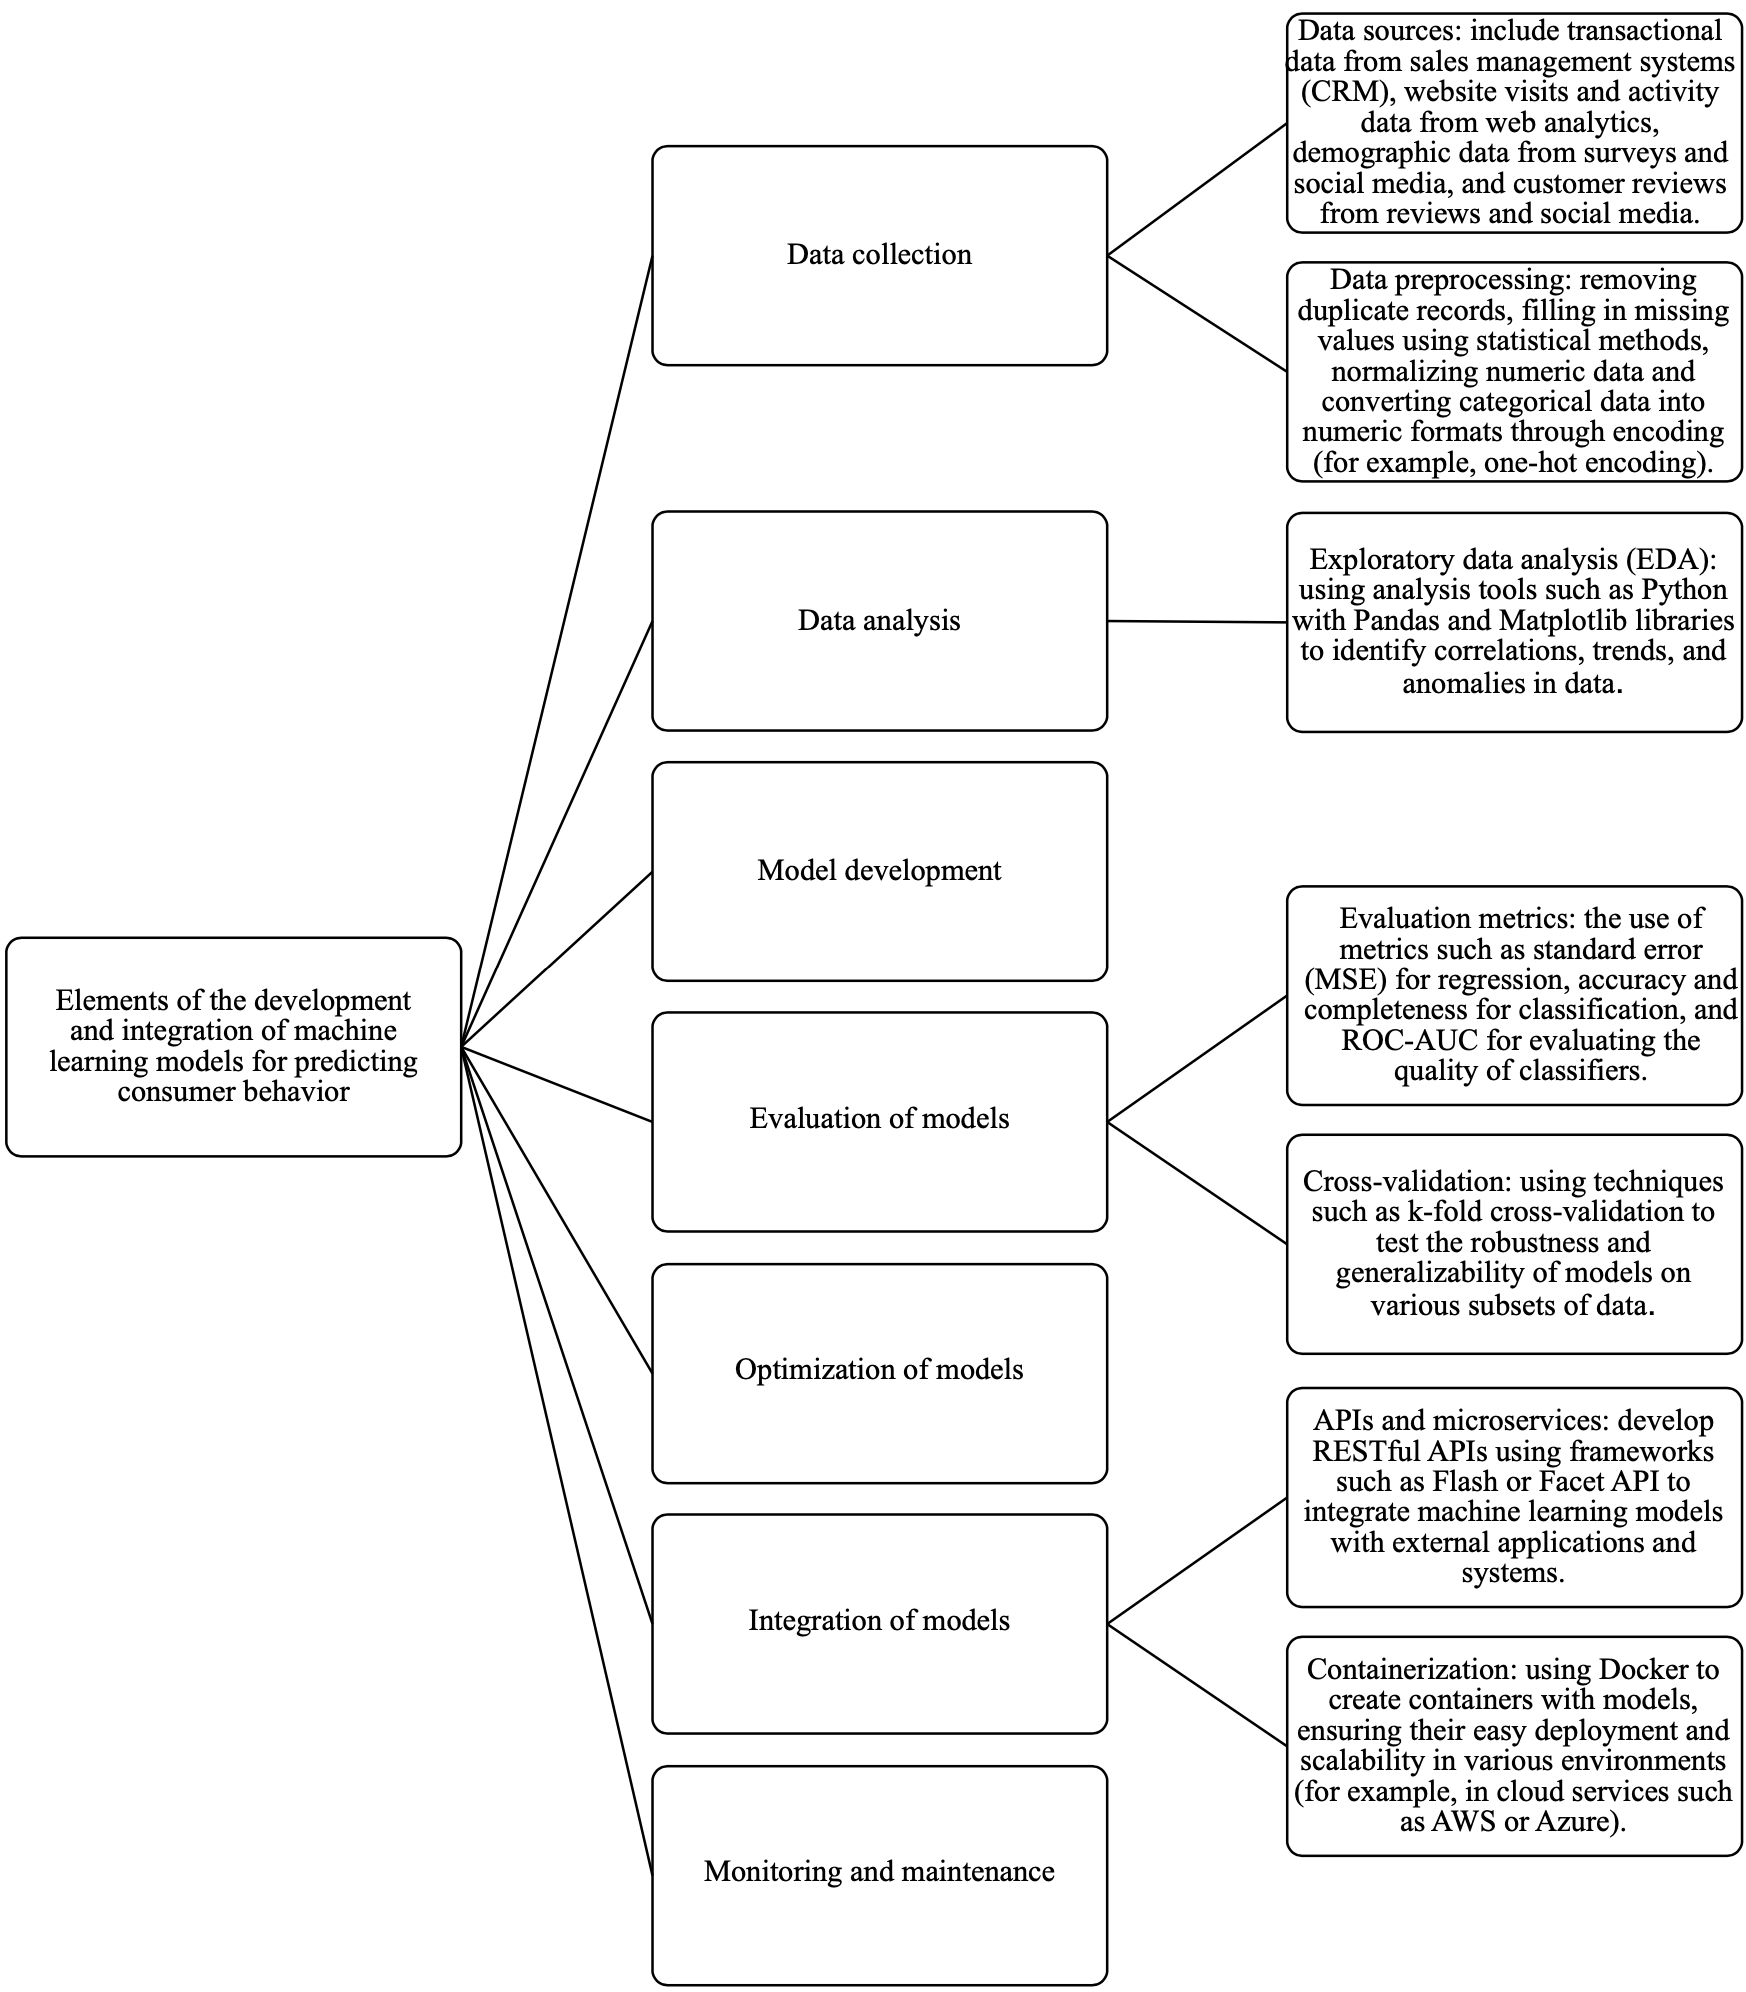 Elements of the development
and integration of machine
learning models for predicting
consumer behavior
Data collection
Data sources: include transactional
data from sales management systems
(CRM), website visits and activity
data from web analytics,
demographic data from surveys and
social media, and customer reviews
from reviews and social media.
Data preprocessing: removing
duplicate records, filling in missing
values using statistical methods,
normalizing numeric data and
converting categorical data into
numeric formats through encoding
(for example, one-hot encoding).
Data analysis
Exploratory data analysis (EDA):
using analysis tools such as Python
with Pandas and Matplotlib libraries
to identify correlations, trends, and
anomalies in data.
Model development
Evaluation of models
Evaluation metrics: the use of
metrics such as standard error
(MSE) for regression, accuracy and
completeness for classification, and
ROC-AUC for evaluating the
quality of classifiers.
Cross-validation: using techniques
such as k-fold cross-validation to
test the robustness and
generalizability of models on
various subsets of data.
Optimization of models
Integration of models
APIs and microservices: develop
RESTful APIs using frameworks
such as Flash or Facet API to
integrate machine learning models
with external applications and
systems.
Containerization: using Docker to
create containers with models,
ensuring their easy deployment and
scalability in various environments
(for example, in cloud services such
as AWS or Azure).
Monitoring and maintenance